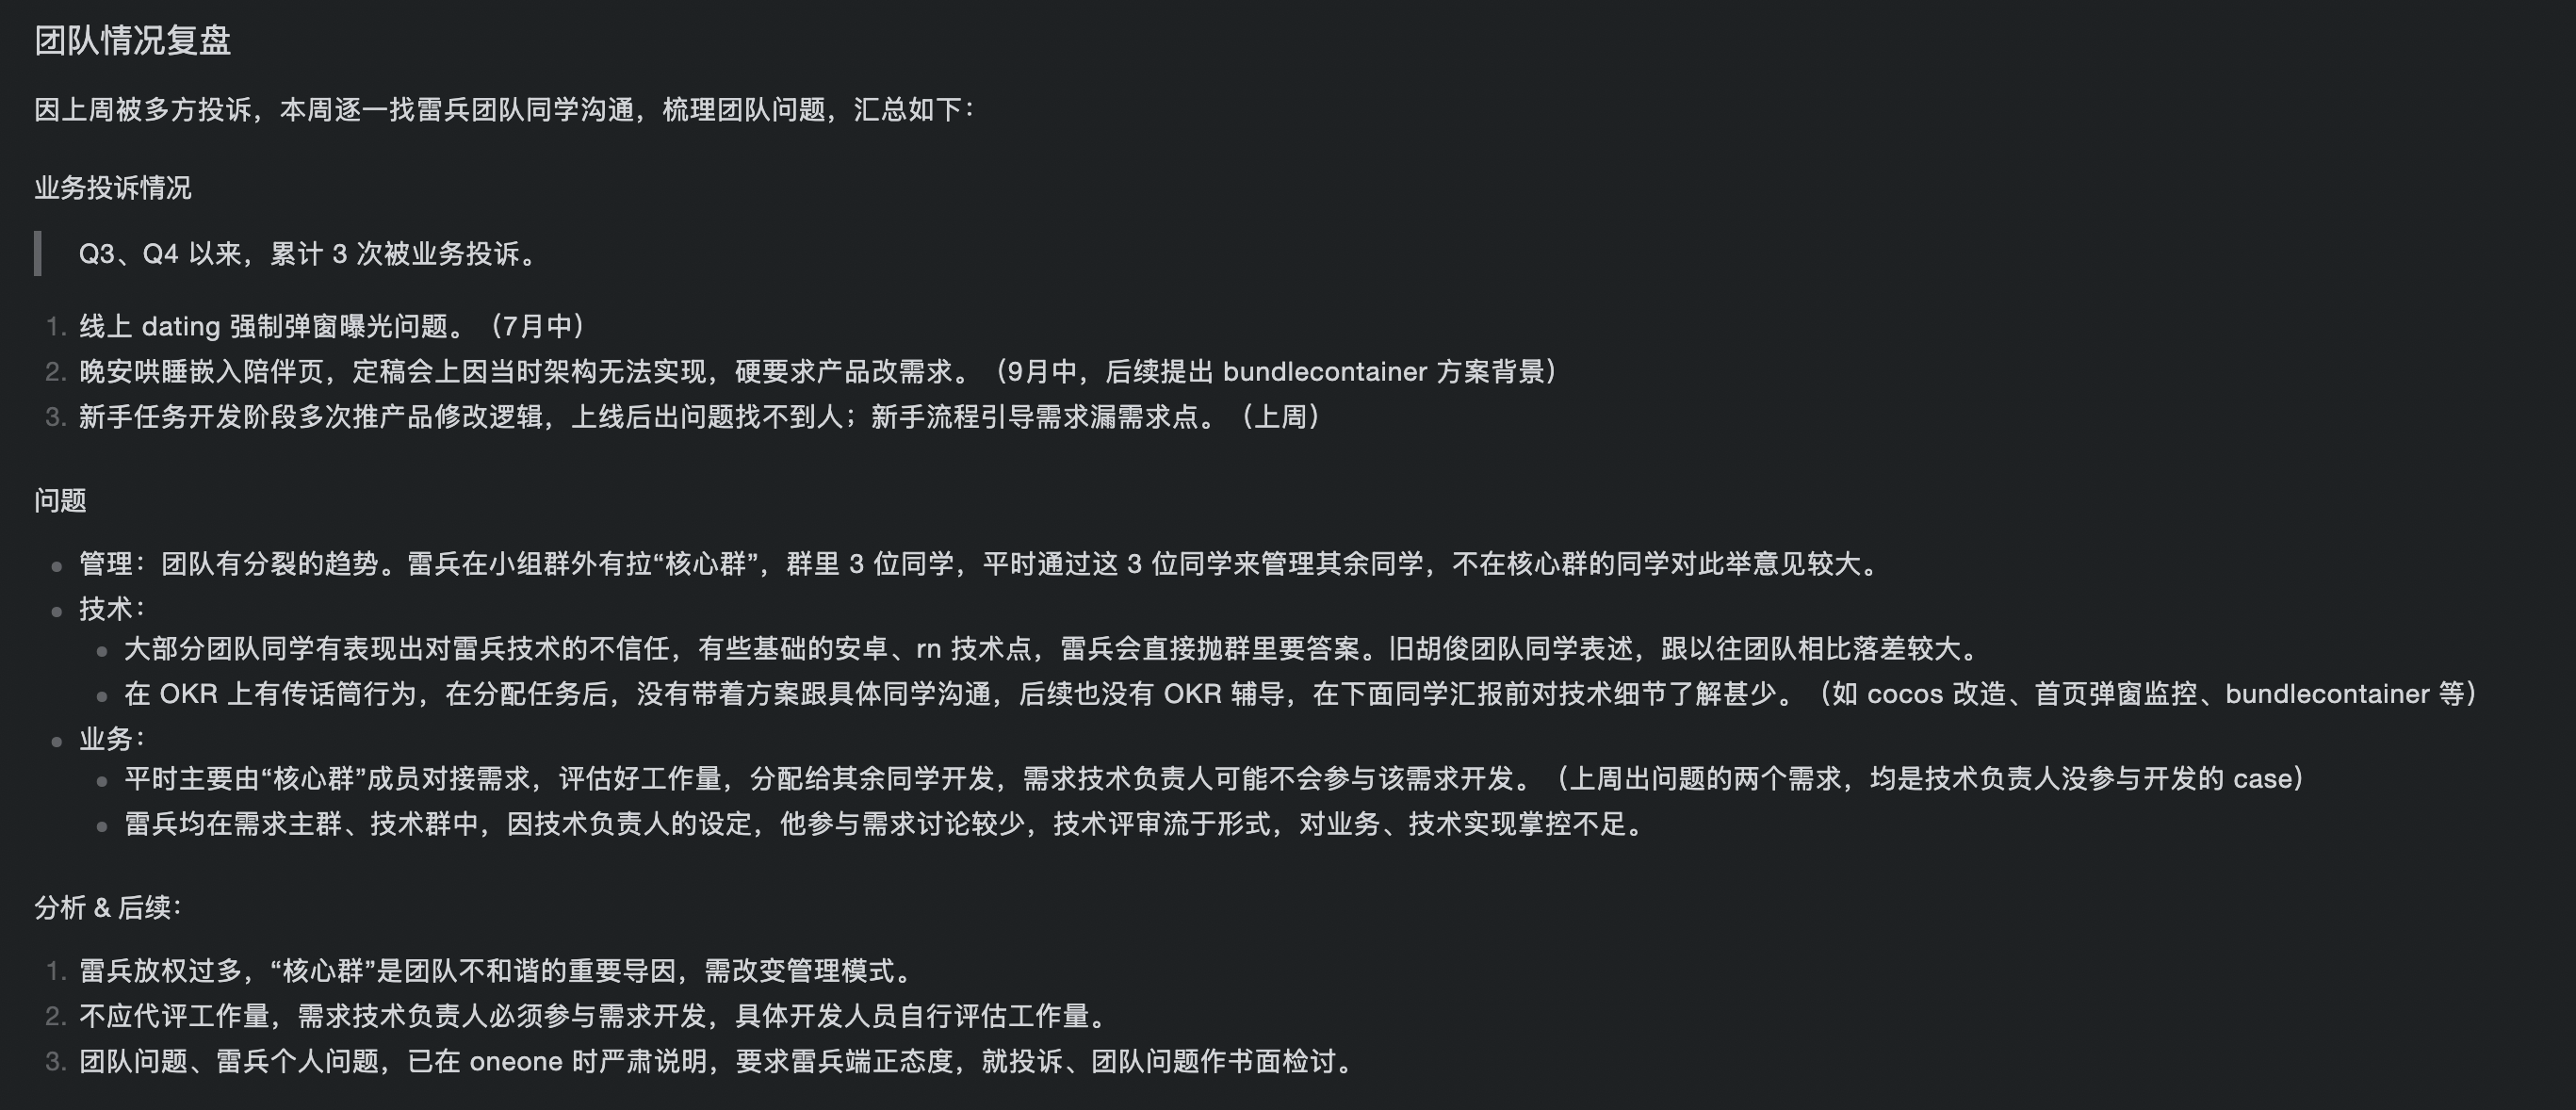 团队情况复盘
因上周被多方投诉，本周逐一找雷兵团队同学沟通，梳理团队问题，汇总如下：
业务投诉情况
Q3、Q4 以来，累计 3 次被业务投诉。
1. 线上 dating 强制弹窗曝光问题。（7月中）
2. 晚安哄睡嵌入陪伴页，定稿会上因当时架构无法实现，硬要求产品改需求。（9月中，后续提出 bundlecontainer 方案背景）
3. 新手任务开发阶段多次推产品修改逻辑，上线后出问题找不到人；新手流程引导需求漏需求点。（上周）
问题
• 管理：团队有分裂的趋势。雷兵在小组群外有拉“核心群”，群里 3 位同学，平时通过这 3 位同学来管理其余同学，不在核心群的同学对此举意见较大。
• 技术：
• 大部分团队同学有表现出对雷兵技术的不信任，有些基础的安卓、rn 技术点，雷兵会直接抛群里要答案。旧胡俊团队同学表述，跟以往团队相比落差较大。
• 在 OKR 上有传话筒行为，在分配任务后，没有带着方案跟具体同学沟通，后续也没有 OKR 辅导，在下面同学汇报前对技术细节了解甚少。（如 cocos 改造、首页弹窗监控、bundlecontainer 等）
• 业务：
• 平时主要由“核心群”成员对接需求，评估好工作量，分配给其余同学开发，需求技术负责人可能不会参与该需求开发。（上周出问题的两个需求，均是技术负责人没参与开发的 case）
• 雷兵均在需求主群、技术群中，因技术负责人的设定，他参与需求讨论较少，技术评审流于形式，对业务、技术实现掌控不足。
分析 & 后续：
1. 雷兵放权过多，“核心群”是团队不和谐的重要导因，需改变管理模式。
2. 不应代评工作量，需求技术负责人必须参与需求开发，具体开发人员自行评估工作量。
3. 团队问题、雷兵个人问题，已在 oneone 时严肃说明，要求雷兵端正态度，就投诉、团队问题作书面检讨。